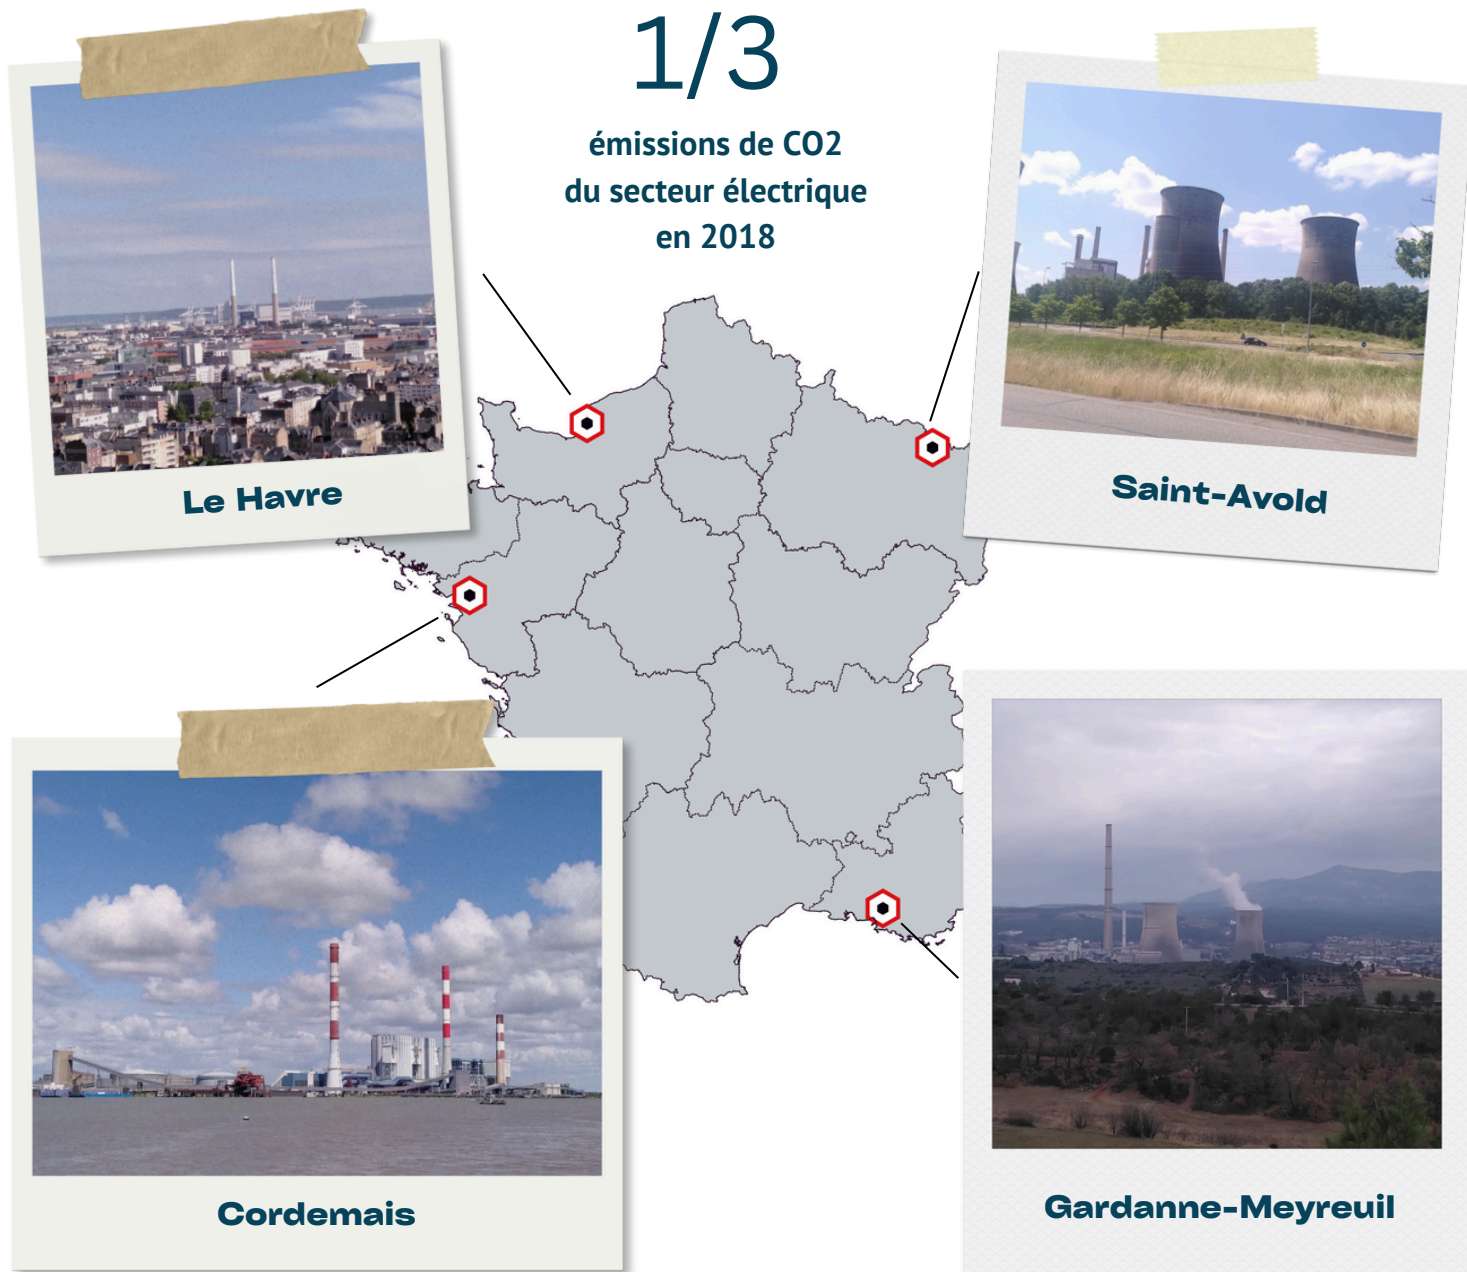 1/3
émissions de CO2
du secteur électrique
en 2018
Le Havre
Saint-Avold
Cordemais
Gardanne-Meyreuil